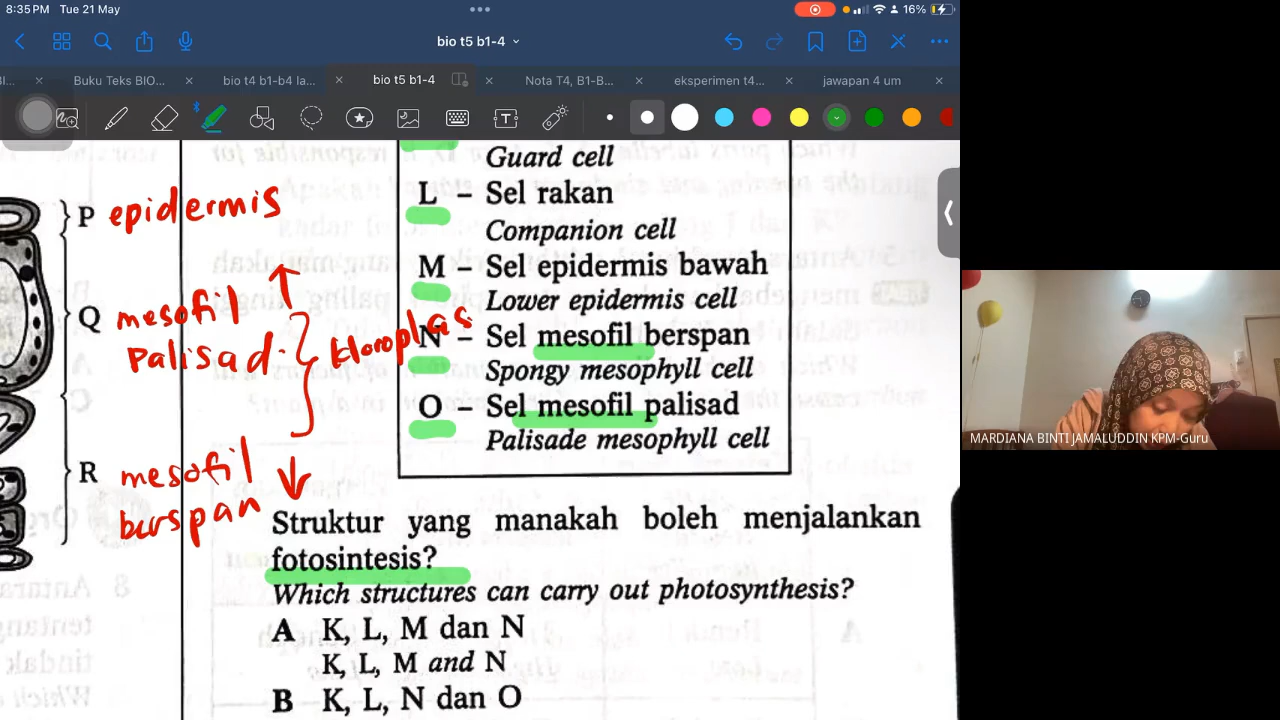 8:35 PM Tue 21 May
16%
bio t5 b1-4
Buku Teks BIO...
bio t4 b1-b4 la...
bio t5 b1-4
Nota T4, B1-B...
eksperimen t4...
jawapan 4 um
Guard cell
L – Sel rakan
Companion cell
M – Sel epidermis bawah
Lower epidermis cell
N – Sel mesofil berspan
Spongy mesophyll cell
O – Sel mesofil palisad
Palisade mesophyll cell
P epidermis
Q mesofil
palisad.
kloroplas
R mesofil
berspan
Struktur yang manakah boleh menjalankan
fotosintesis?
Which structures can carry out photosynthesis?
A K, L, M dan N
K, L, M and N
B K, L, N dan O
MARDIANA BINTI JAMALUDDIN KPM-Guru